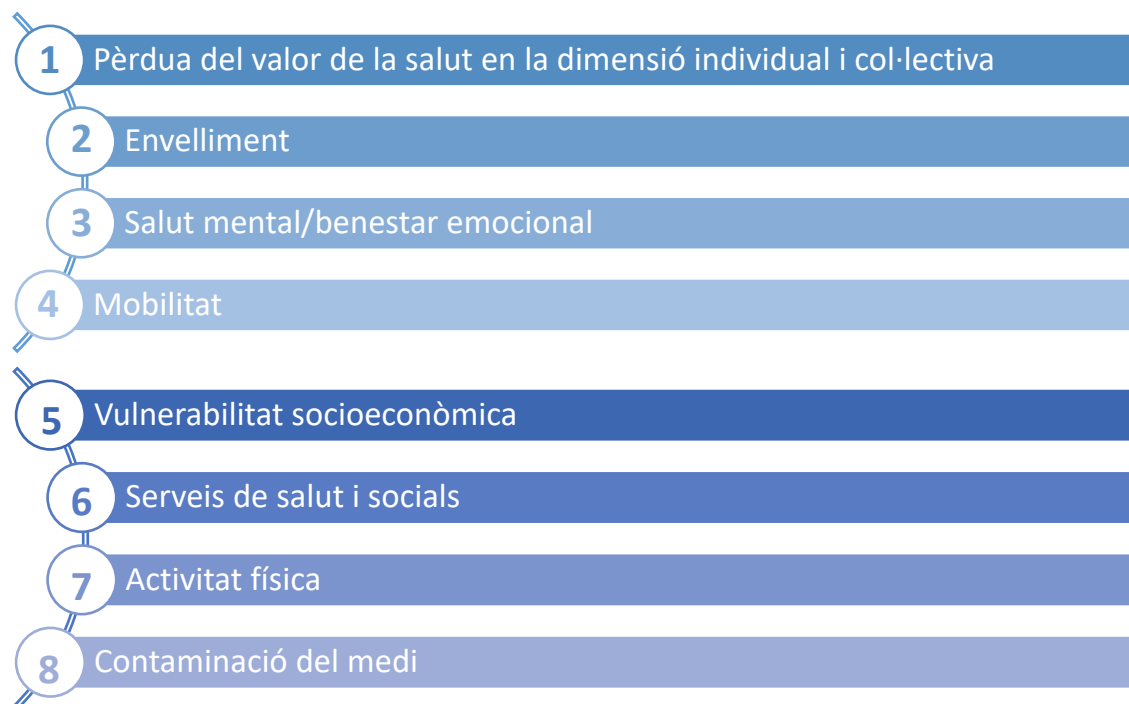 1 Pèrdua del valor de la salut en la dimensió individual i col·lectiva
2 Envelliment
3 Salut mental/benestar emocional
4 Mobilitat
5 Vulnerabilitat socioeconòmica
6 Serveis de salut i socials
7 Activitat física
8 Contaminació del medi